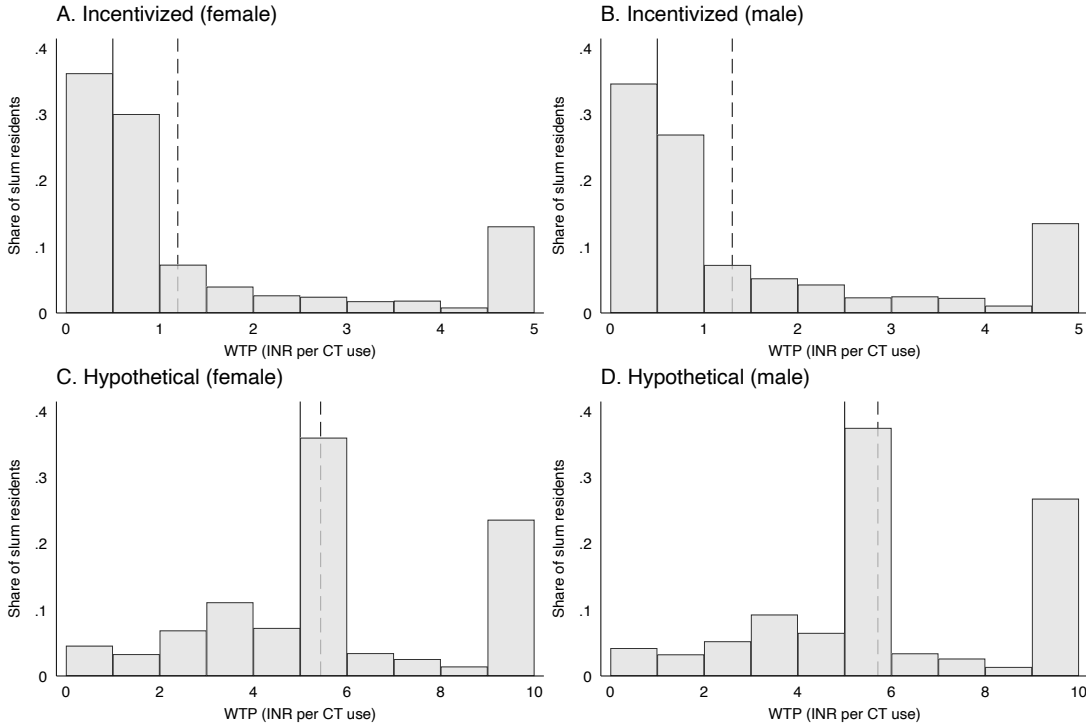 A. Incentivized (female)
.4
.3
.2
.1
0
Share of slum residents
0 1 2 3 4 5
WTP (INR per CT use)
B. Incentivized (male)
.4
.3
.2
.1
0
Share of slum residents
0 1 2 3 4 5
WTP (INR per CT use)
C. Hypothetical (female)
.4
.3
.2
.1
0
Share of slum residents
0 2 4 6 8 10
WTP (INR per CT use)
D. Hypothetical (male)
.4
.3
.2
.1
0
Share of slum residents
0 2 4 6 8 10
WTP (INR per CT use)